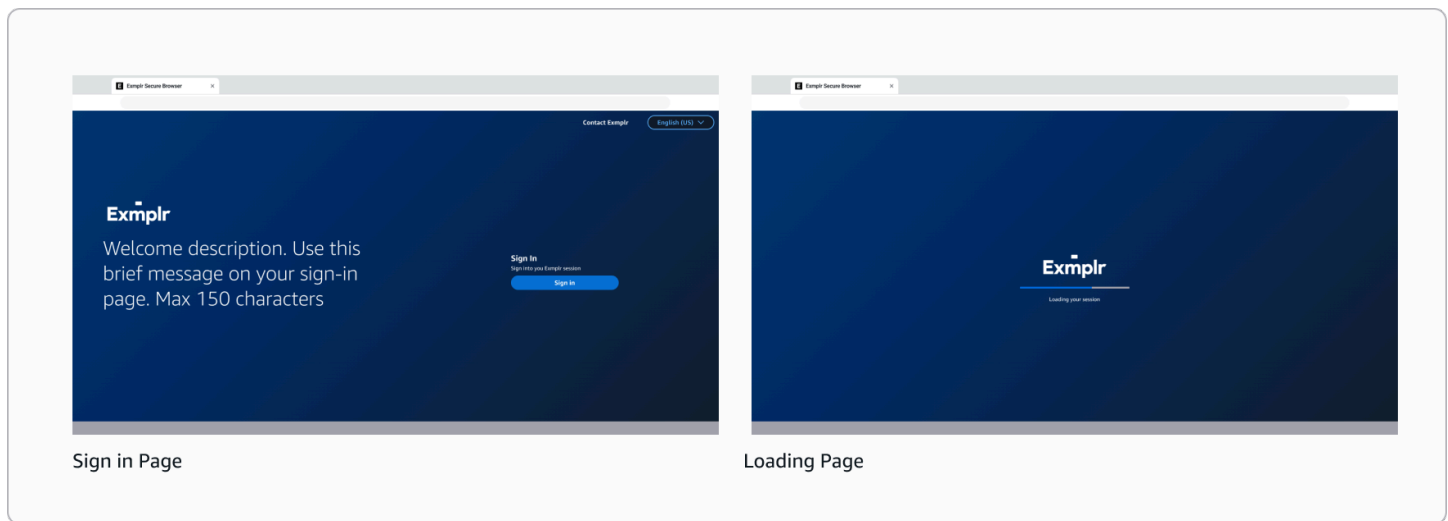 E Exmplr Secure Browser ×
Contact Exmplr English (US)
Exmplr
Welcome description. Use this
brief message on your sign-in
page. Max 150 characters
Sign In
Sign into you Exmplr session
Sign in
Sign in Page
E Exmplr Secure Browser ×
Exmplr
Loading your session
Loading Page